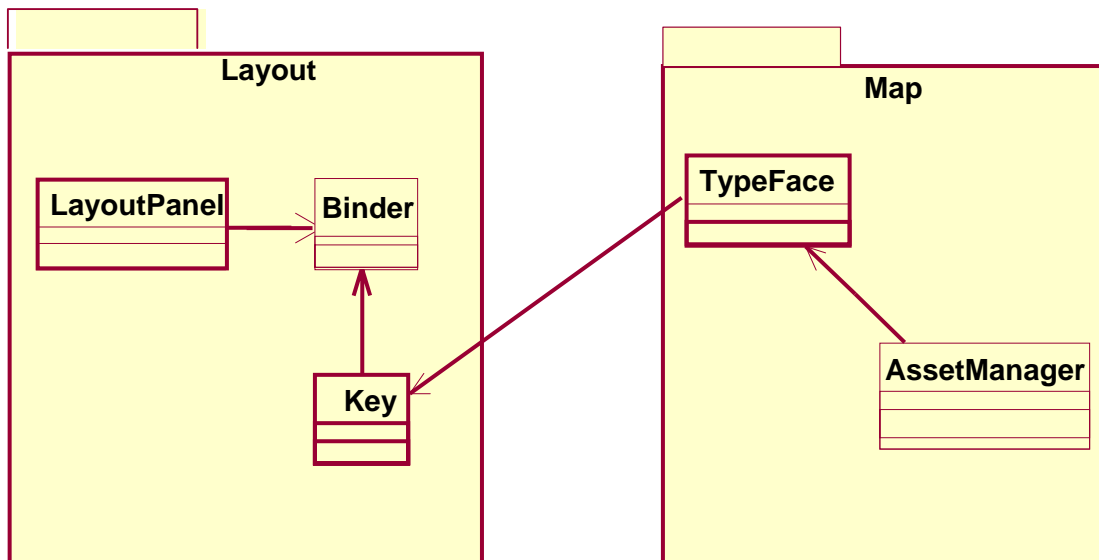 Layout
Map
TypeFace
LayoutPanel
Binder
AssetManager
Key